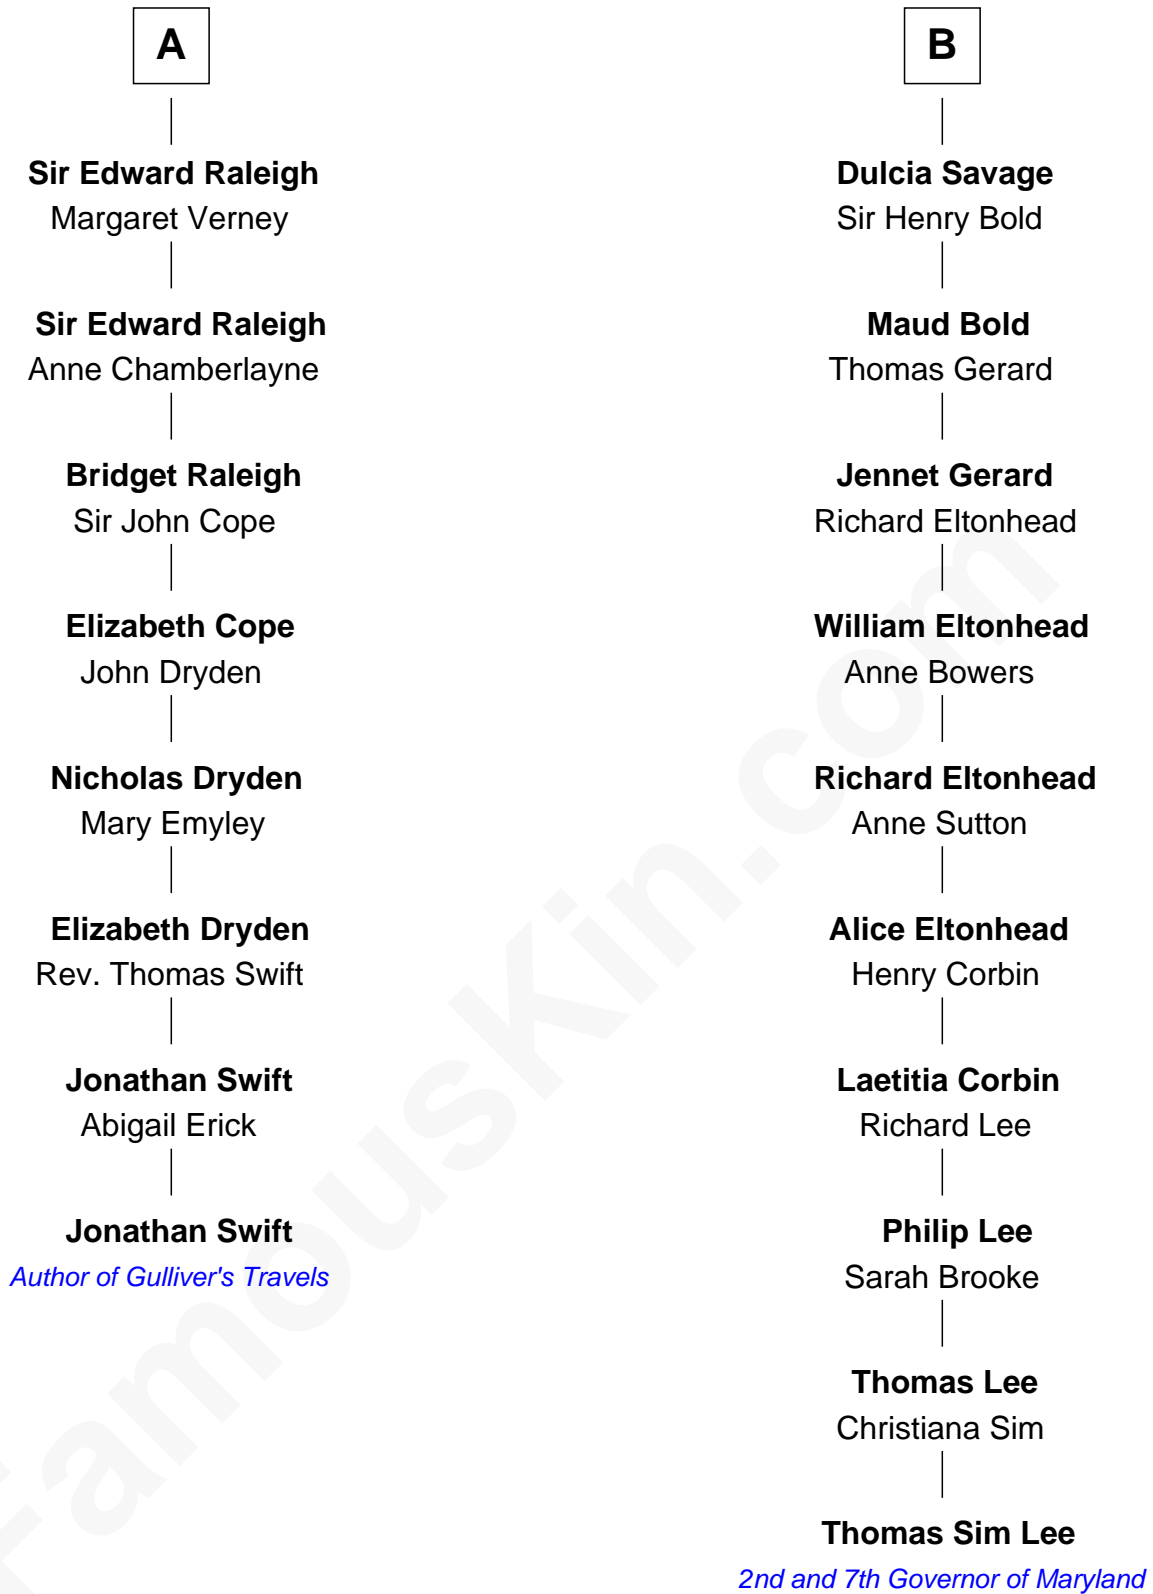 A
Sir Edward Raleigh
Margaret Verney
Sir Edward Raleigh
Anne Chamberlayne
Bridget Raleigh
Sir John Cope
Elizabeth Cope
John Dryden
Nicholas Dryden
Mary Emyley
Elizabeth Dryden
Rev. Thomas Swift
Jonathan Swift
Abigail Erick
Jonathan Swift
Author of Gulliver's Travels
B
Dulcia Savage
Sir Henry Bold
Maud Bold
Thomas Gerard
Jennet Gerard
Richard Eltonhead
William Eltonhead
Anne Bowers
Richard Eltonhead
Anne Sutton
Alice Eltonhead
Henry Corbin
Laetitia Corbin
Richard Lee
Philip Lee
Sarah Brooke
Thomas Lee
Christiana Sim
Thomas Sim Lee
2nd and 7th Governor of Maryland
FamousKin.com